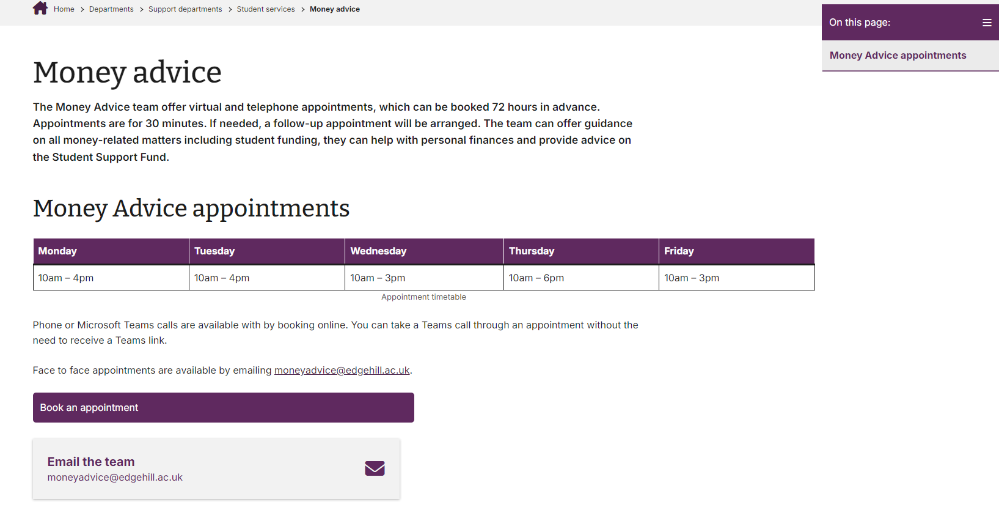 Home > Departments > Support departments > Student services > Money advice
On this page:
Money Advice appointments
Money advice
The Money Advice team offer virtual and telephone appointments, which can be booked 72 hours in advance.
Appointments are for 30 minutes. If needed, a follow-up appointment will be arranged. The team can offer guidance
on all money-related matters including student funding, they can help with personal finances and provide advice on
the Student Support Fund.
Money Advice appointments
Monday Tuesday Wednesday Thursday Friday
10am – 4pm 10am – 4pm 10am – 3pm 10am – 6pm 10am – 3pm
Appointment timetable
Phone or Microsoft Teams calls are available with by booking online. You can take a Teams call through an appointment without the
need to receive a Teams link.
Face to face appointments are available by emailing moneyadvice@edgehill.ac.uk.
Book an appointment
Email the team
moneyadvice@edgehill.ac.uk